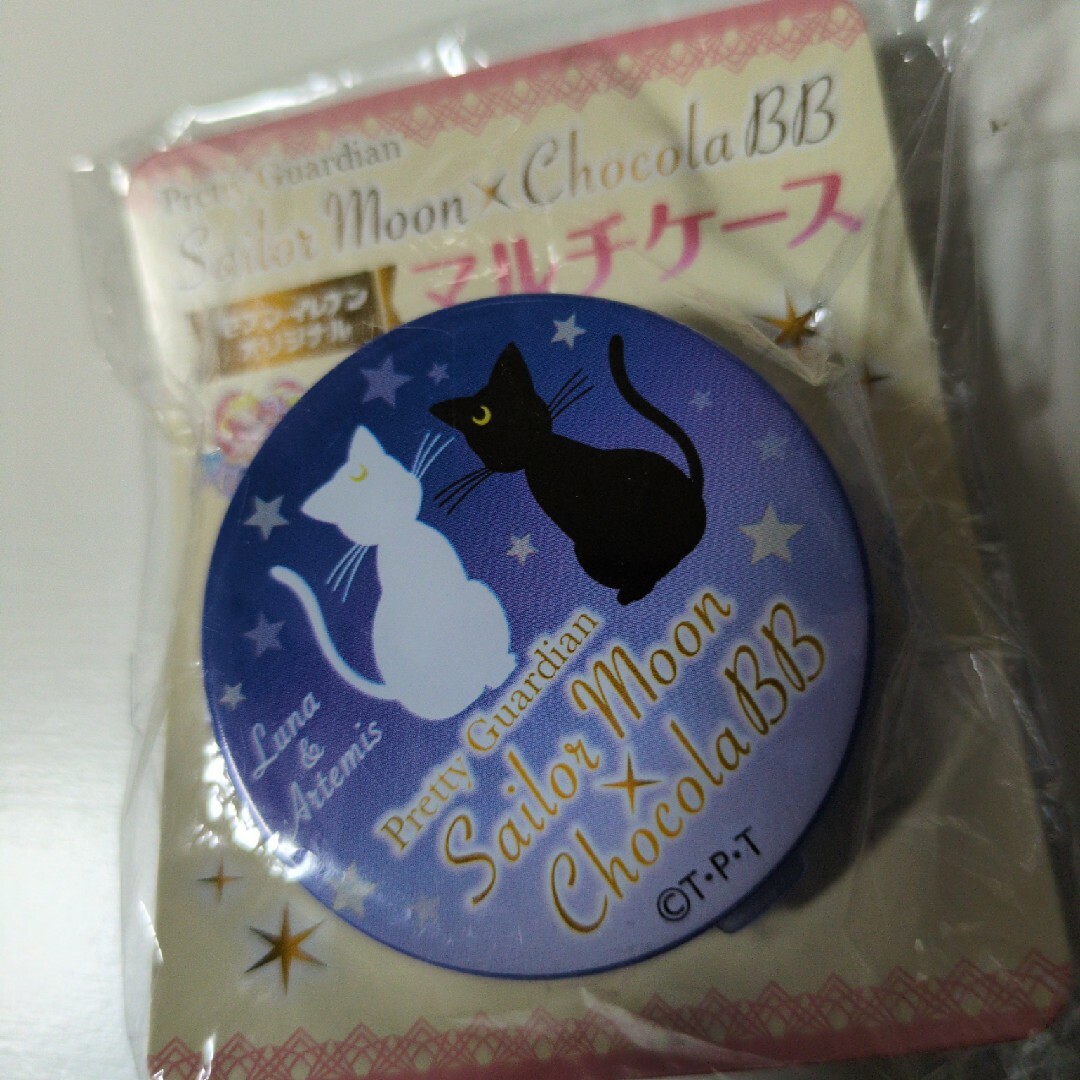 Pretty Guardian
Sailor Moon × Chocola BB
マルチケース
セブン-イレブン
オリジナル
Luna
&
Artemis
Pretty Guardian
Sailor Moon
×
Chocola BB
©T・P・T